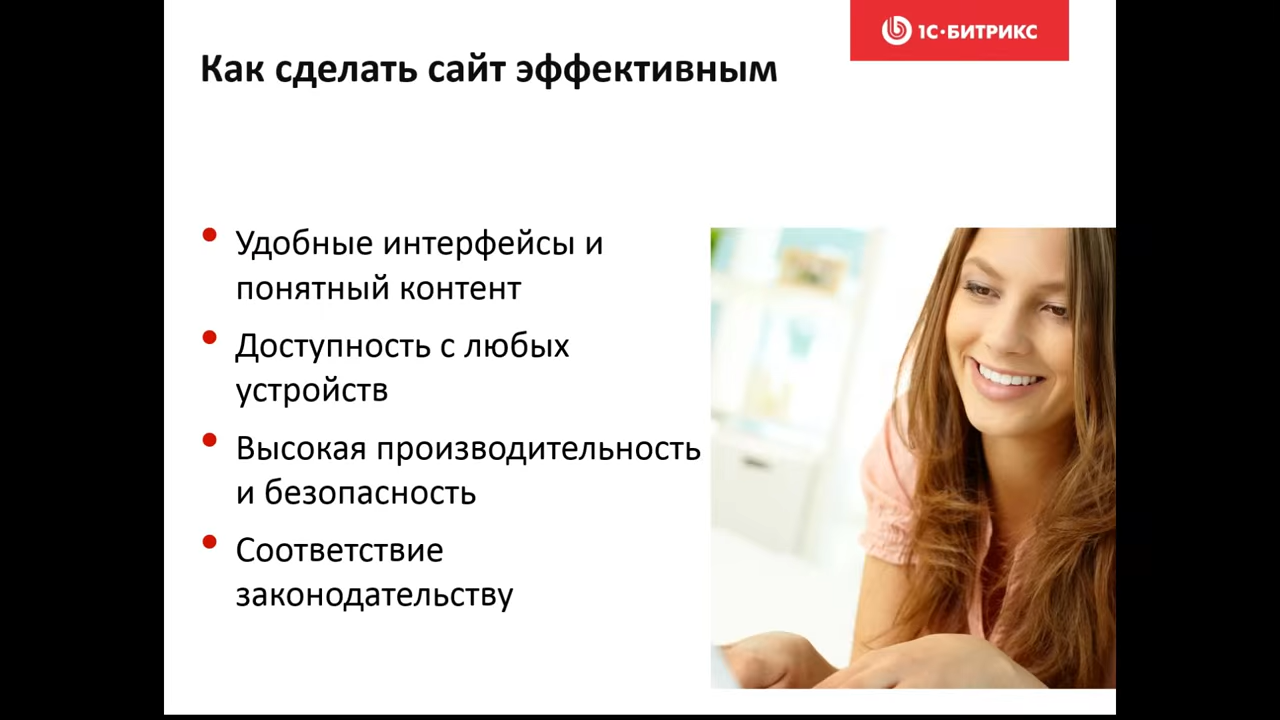 1С·БИТРИКС
Как сделать сайт эффективным
• Удобные интерфейсы и
понятный контент
• Доступность с любых
устройств
• Высокая производительность
и безопасность
• Соответствие
законодательству